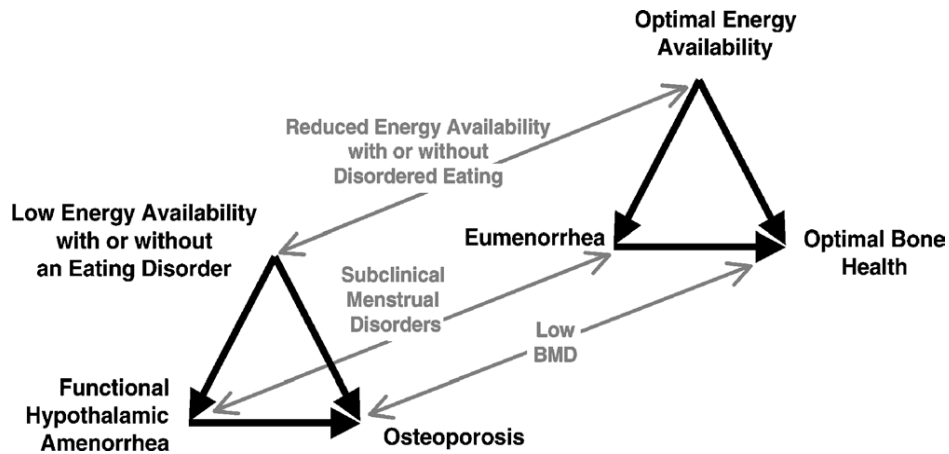 Optimal Energy
Availability
Reduced Energy Availability
with or without
Disordered Eating
Low Energy Availability
with or without
an Eating Disorder
Eumenorrhea
Optimal Bone
Health
Subclinical
Menstrual
Disorders
Low
BMD
Functional
Hypothalamic
Amenorrhea
Osteoporosis